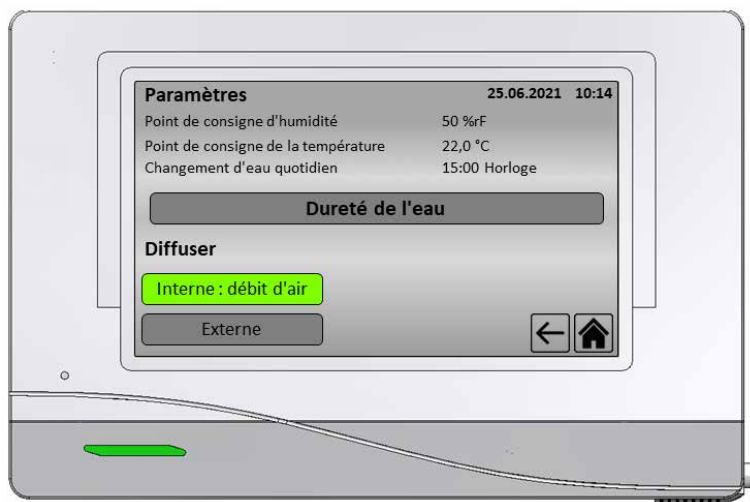 Paramètres 25.06.2021 10:14
Point de consigne d'humidité 50 %rF
Point de consigne de la température 22,0 °C
Changement d'eau quotidien 15:00 Horloge
Dureté de l'eau
Diffuser
Interne : débit d'air
Externe